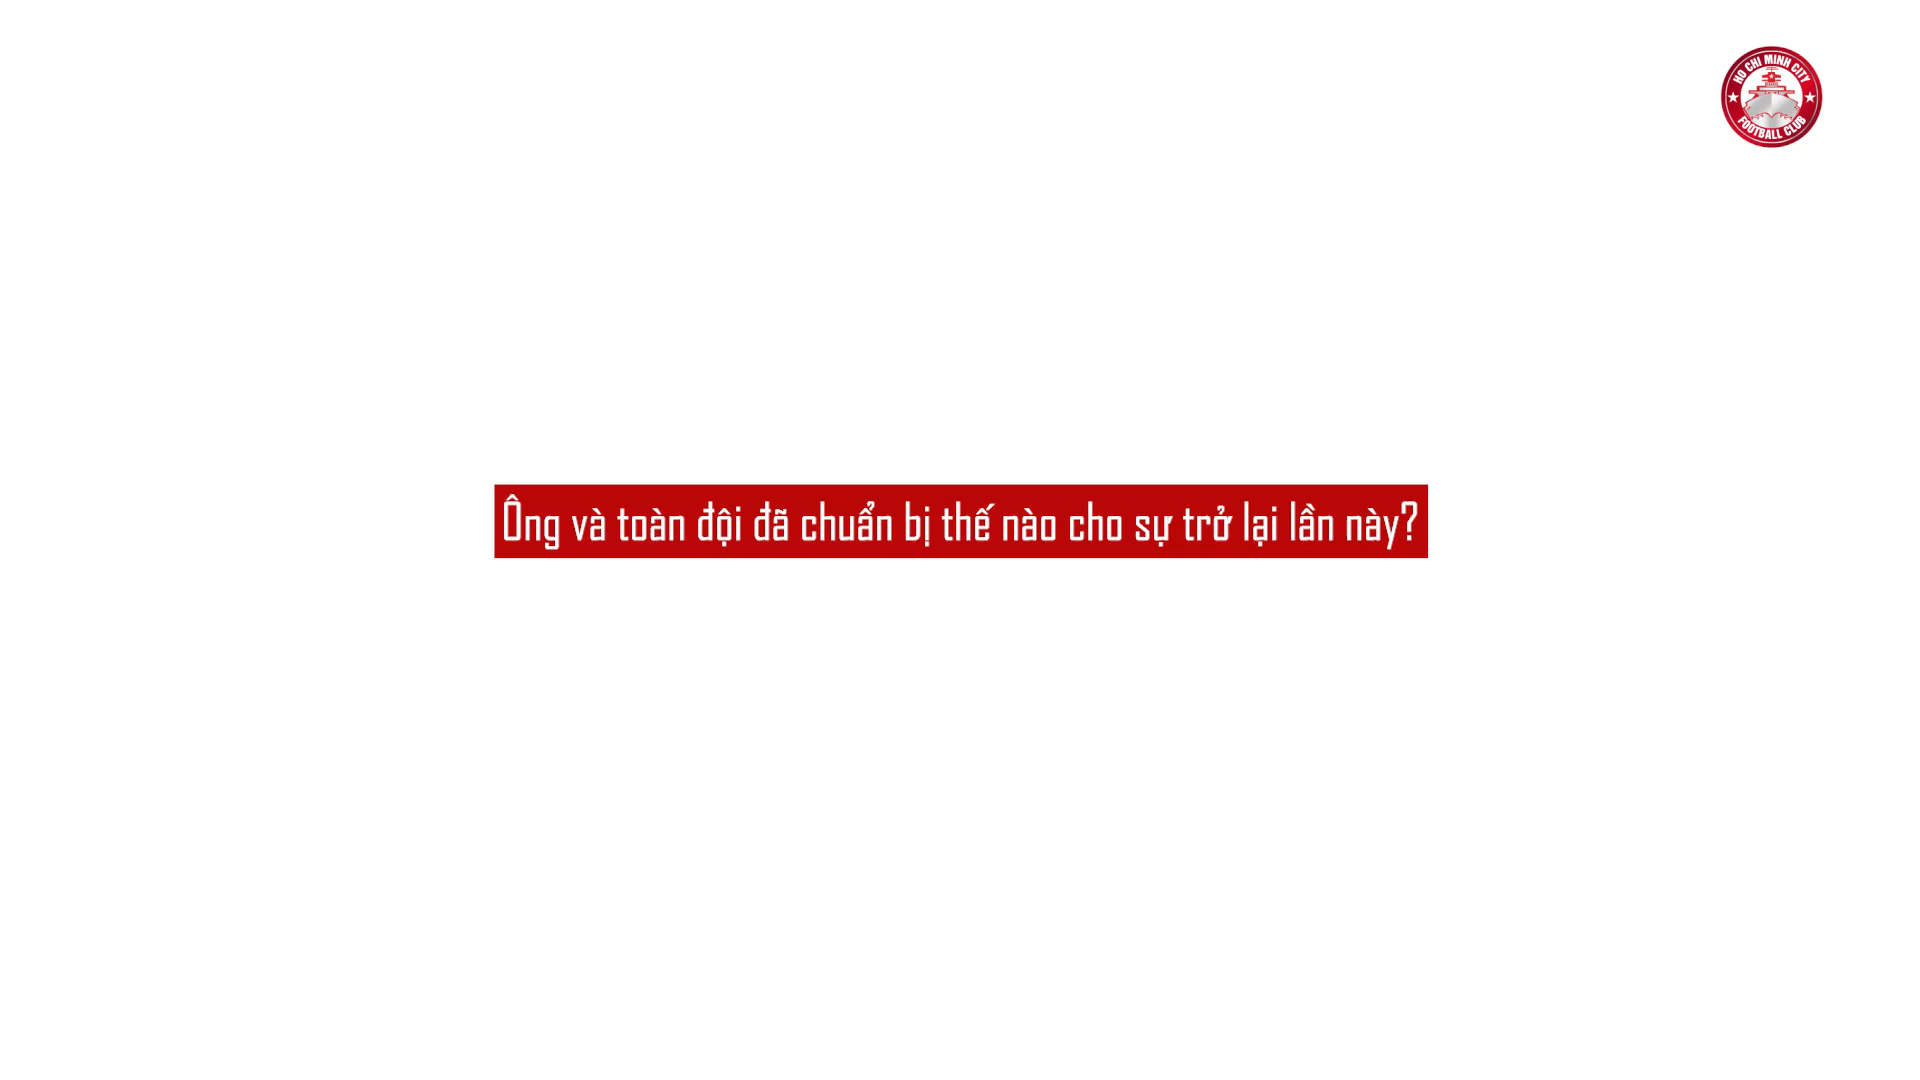 HO CHI MINH CITY
FOOTBALL CLUB
Ông và toàn đội đã chuẩn bị thế nào cho sự trở lại lần này?